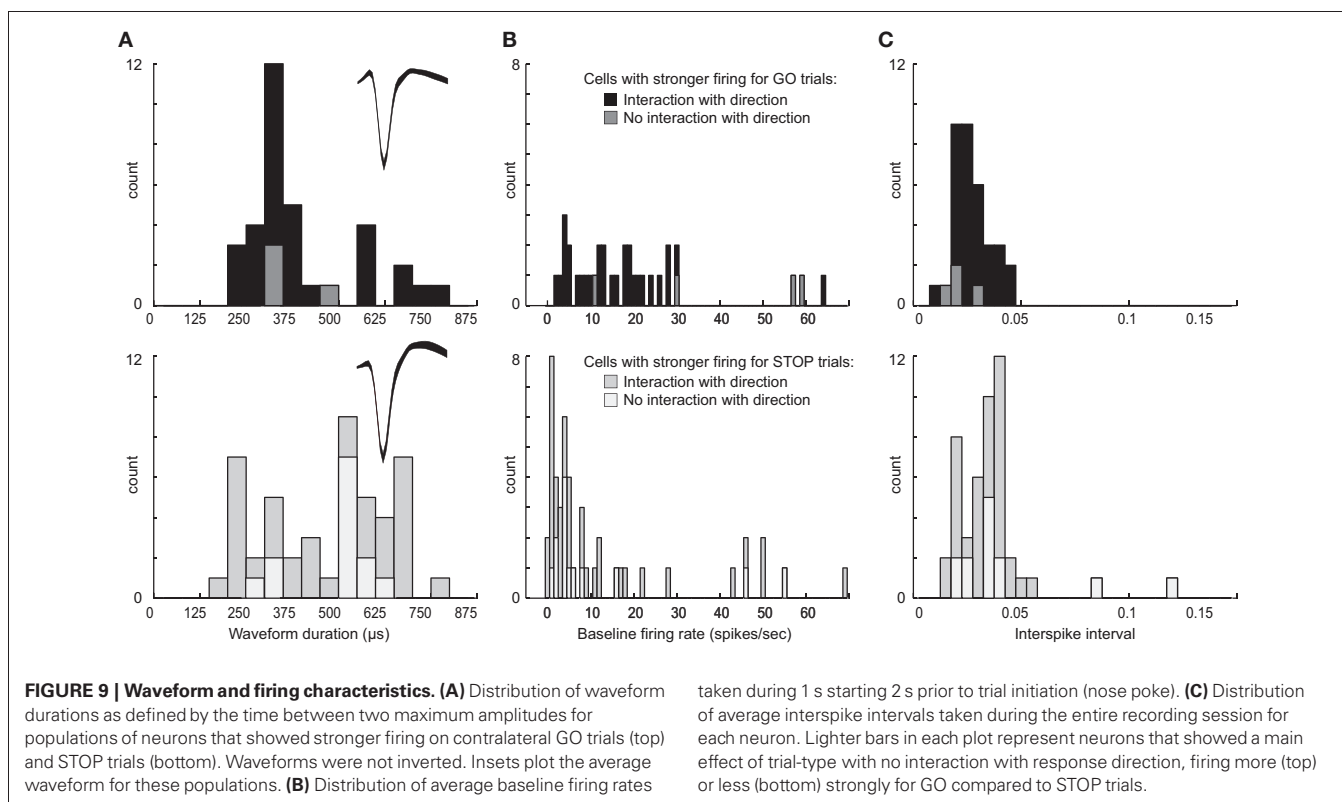 A
B
C
12
count
0
0 125 250 375 500 625 750 875
8
count
0
0 10 20 30 40 50 60
Cells with stronger firing for GO trials:
Interaction with direction
No interaction with direction
12
count
0
0 0.05 0.1 0.15
12
count
0
0 125 250 375 500 625 750 875
Waveform duration (µs)
8
count
0
0 10 20 30 40 50 60
Baseline firing rate (spikes/sec)
Cells with stronger firing for STOP trials:
Interaction with direction
No interaction with direction
12
count
0
0 0.05 0.1 0.15
Interspike interval
FIGURE 9 | Waveform and firing characteristics. (A) Distribution of waveform
durations as defined by the time between two maximum amplitudes for
populations of neurons that showed stronger firing on contralateral GO trials (top)
and STOP trials (bottom). Waveforms were not inverted. Insets plot the average
waveform for these populations. (B) Distribution of average baseline firing rates
taken during 1 s starting 2 s prior to trial initiation (nose poke). (C) Distribution
of average interspike intervals taken during the entire recording session for
each neuron. Lighter bars in each plot represent neurons that showed a main
effect of trial-type with no interaction with response direction, firing more (top)
or less (bottom) strongly for GO compared to STOP trials.